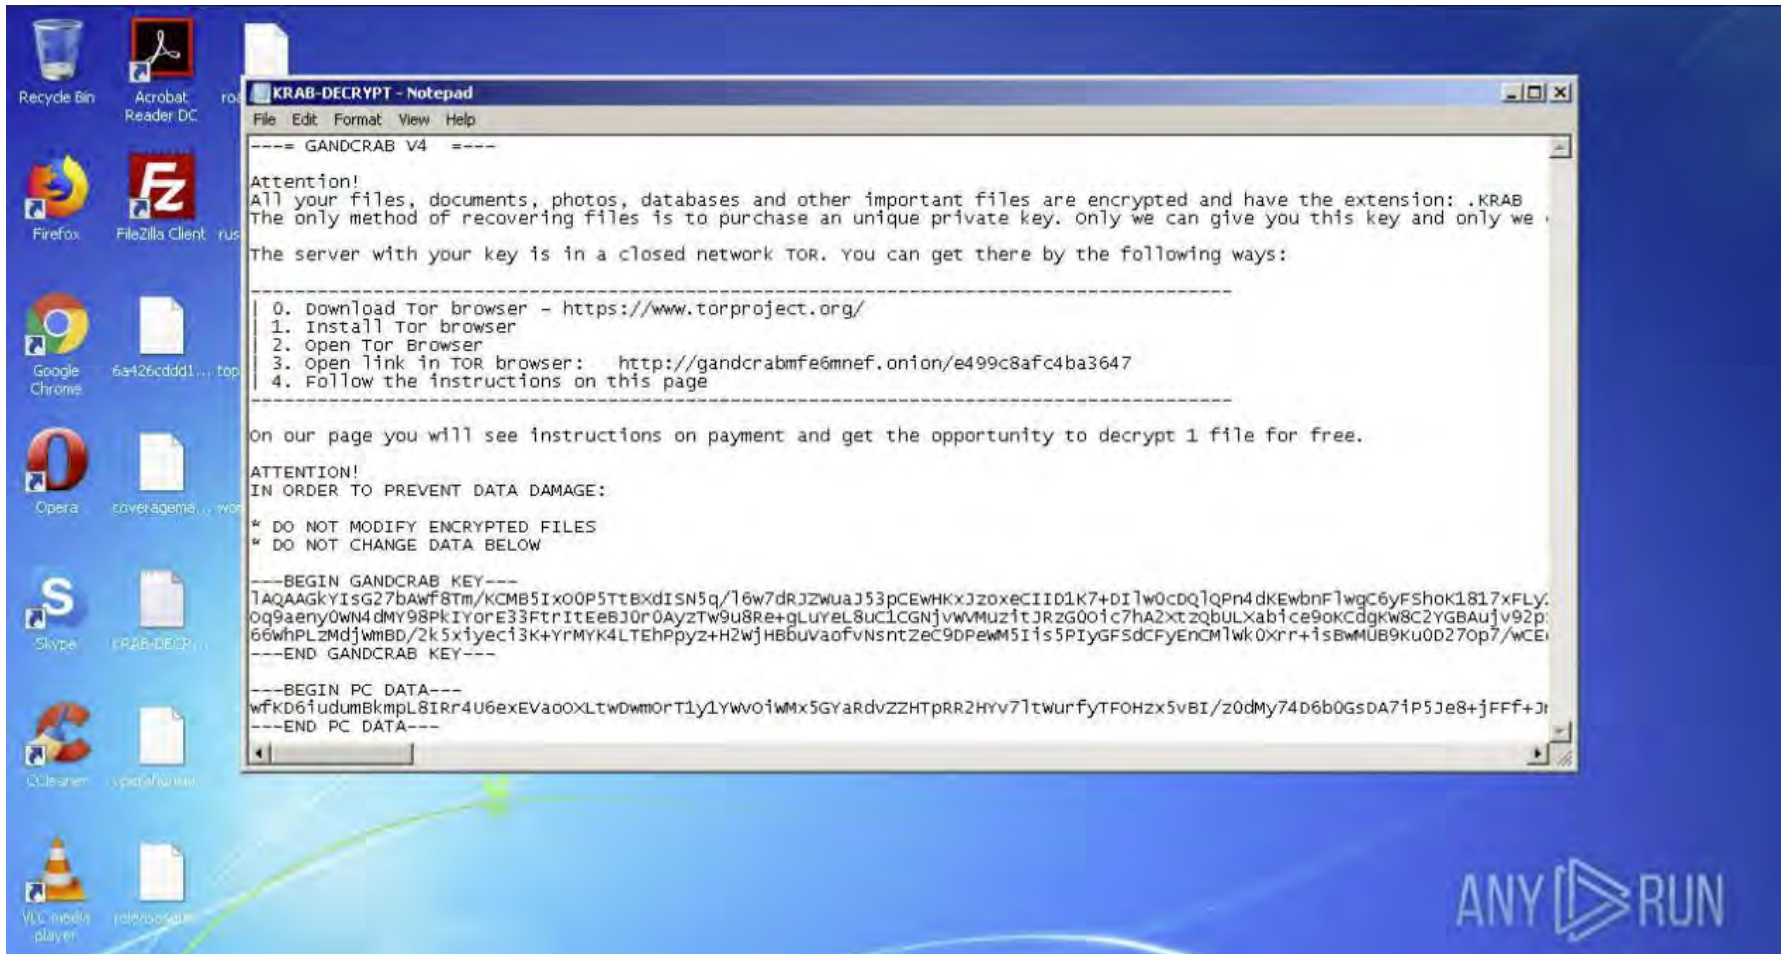 Recycle Bin
Acrobat
Reader DC
Firefox
FileZilla Client
rus
Google
Chrome
6a426cddd1...
top
Opera
coveragema...
wor
Skype
KRAB-DECR...
CCleaner
VLC media
player
KRAB-DECRYPT - Notepad
File Edit Format View Help
----= GANDCRAB V4 =----
Attention!
All your files, documents, photos, databases and other important files are encrypted and have the extension: .KRAB
The only method of recovering files is to purchase an unique private key. Only we can give you this key and only we
The server with your key is in a closed network TOR. You can get there by the following ways:
| 0. Download Tor browser - https://www.torproject.org/
| 1. Install Tor browser
| 2. Open Tor Browser
| 3. Open link in TOR browser: http://gandcrabmfe6mnef.onion/e499c8afc4ba3647
| 4. Follow the instructions on this page
On our page you will see instructions on payment and get the opportunity to decrypt 1 file for free.
ATTENTION!
IN ORDER TO PREVENT DATA DAMAGE:
* DO NOT MODIFY ENCRYPTED FILES
* DO NOT CHANGE DATA BELOW
---BEGIN GANDCRAB KEY---
---END GANDCRAB KEY---
---BEGIN PC DATA---
---END PC DATA---
ANY RUN